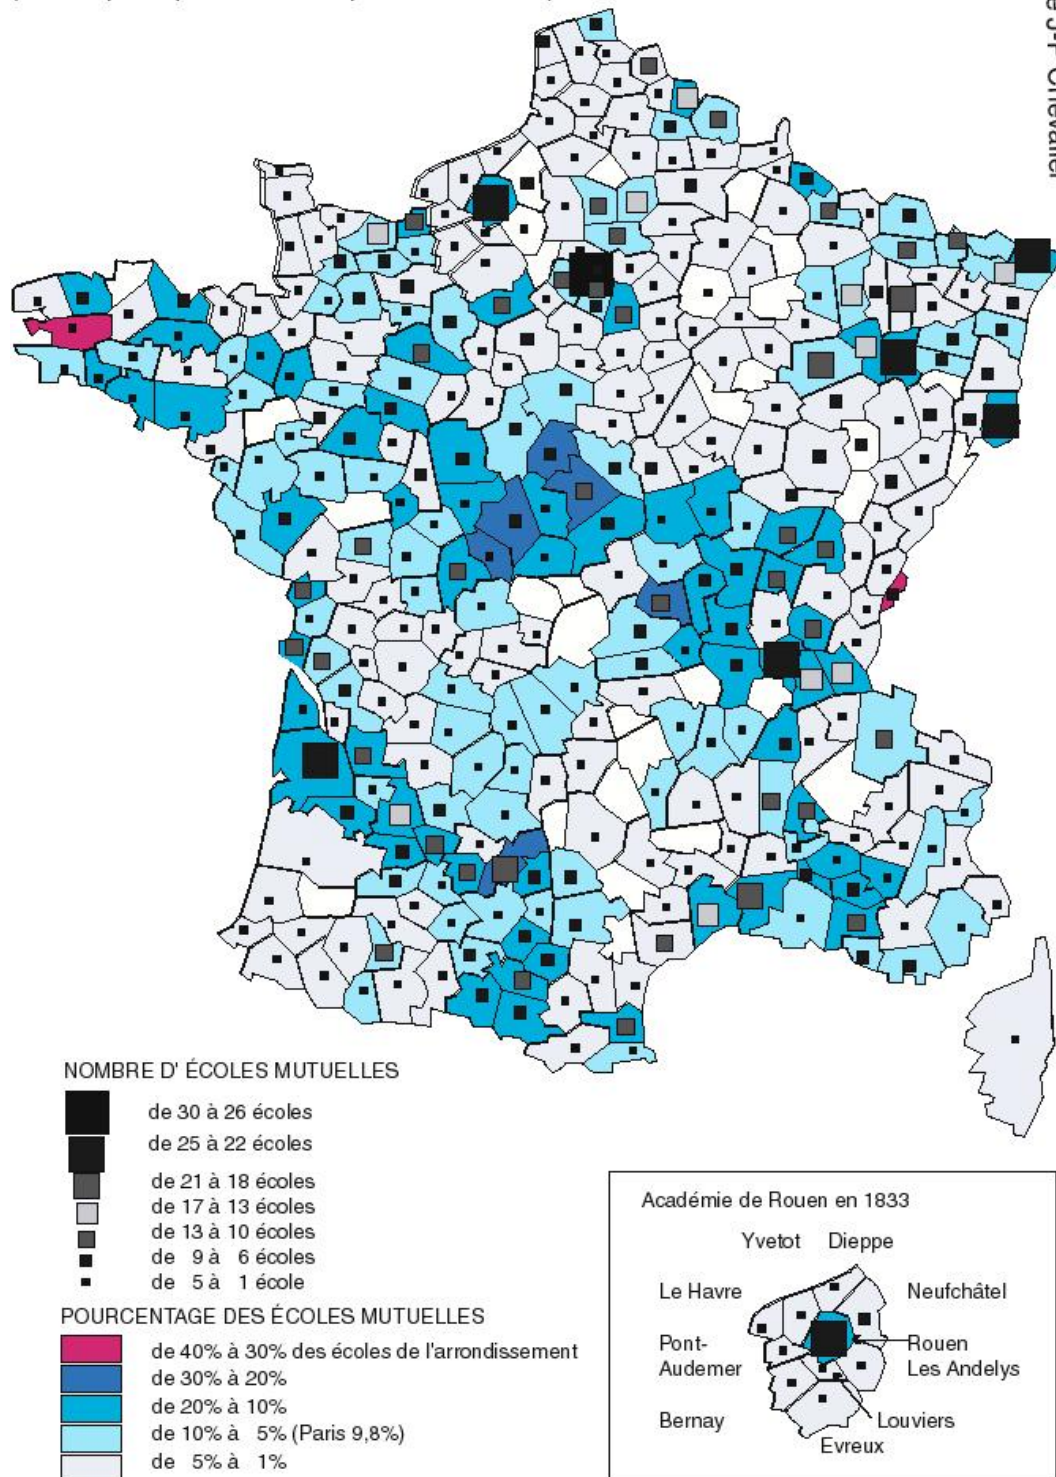 NOMBRE D' ÉCOLES MUTUELLES
de 30 à 26 écoles
de 25 à 22 écoles
de 21 à 18 écoles
de 17 à 13 écoles
de 13 à 10 écoles
de 9 à 6 écoles
de 5 à 1 école
POURCENTAGE DES ÉCOLES MUTUELLES
de 40% à 30% des écoles de l'arrondissement
de 30% à 20%
de 20% à 10%
de 10% à 5% (Paris 9,8%)
de 5% à 1%
Académie de Rouen en 1833
Yvetot Dieppe
Le Havre Neufchâtel
Pont- Rouen
Audemer Les Andelys
Bernay Louviers
Evreux